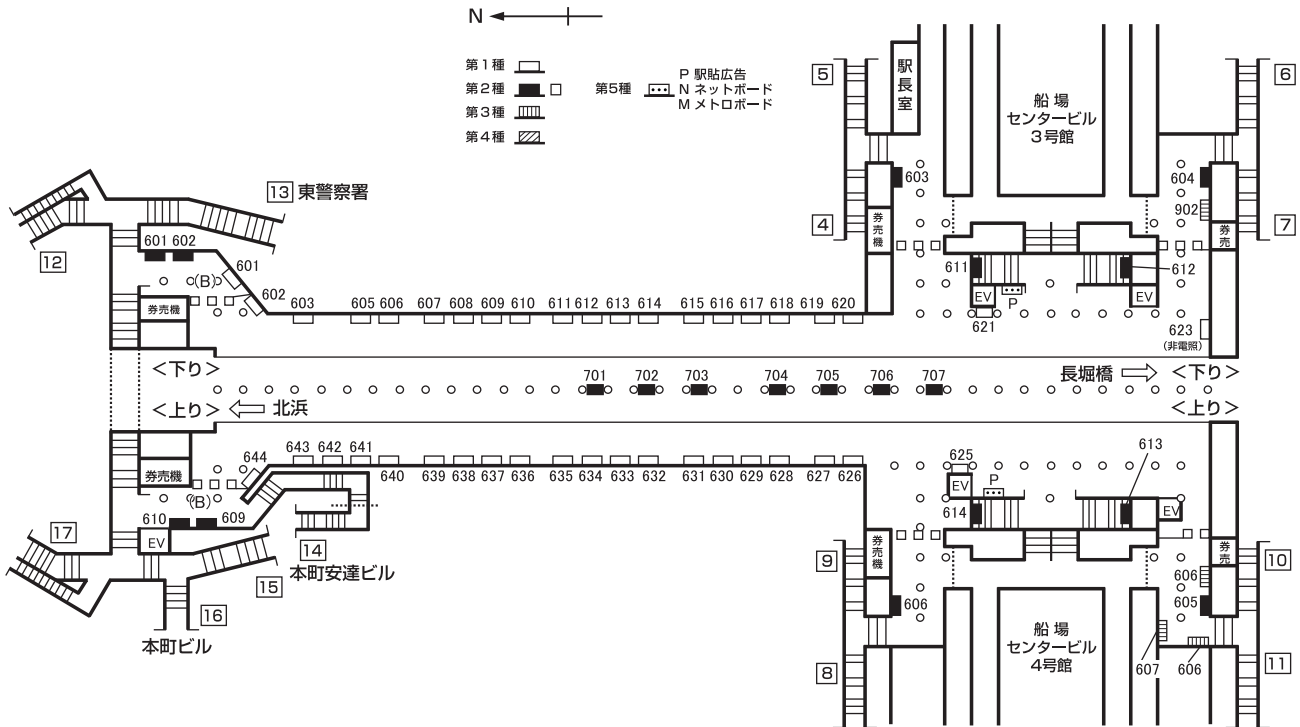 N
第1種
第2種
第3種
第4種
第5種
P 駅貼広告
N ネットボード
M メトロボード
5
駅長室
船場
センタービル
3号館
6
603
604
902
4
券売機
券売
7
13 東警察署
12
601 602
(B)
601
602
券売機
603
605 606
607 608 609 610
611 612 613 614
615 616 617 618
619 620
611
EV
P
621
612
EV
623
(非電照)
<下り>
701
702
703
704
705
706
707
長堀橋
<下り>
<上り>
北浜
<上り>
643 642 641
644
640
639 638 637 636
635 634 633 632
631 630 629 628
627 626
625
EV
P
614
613
EV
券売機
(B)
610
609
EV
17
14
本町安達ビル
15
16
本町ビル
9
券売機
券売
10
606
605
606
船場
センタービル
4号館
607
606
8
11